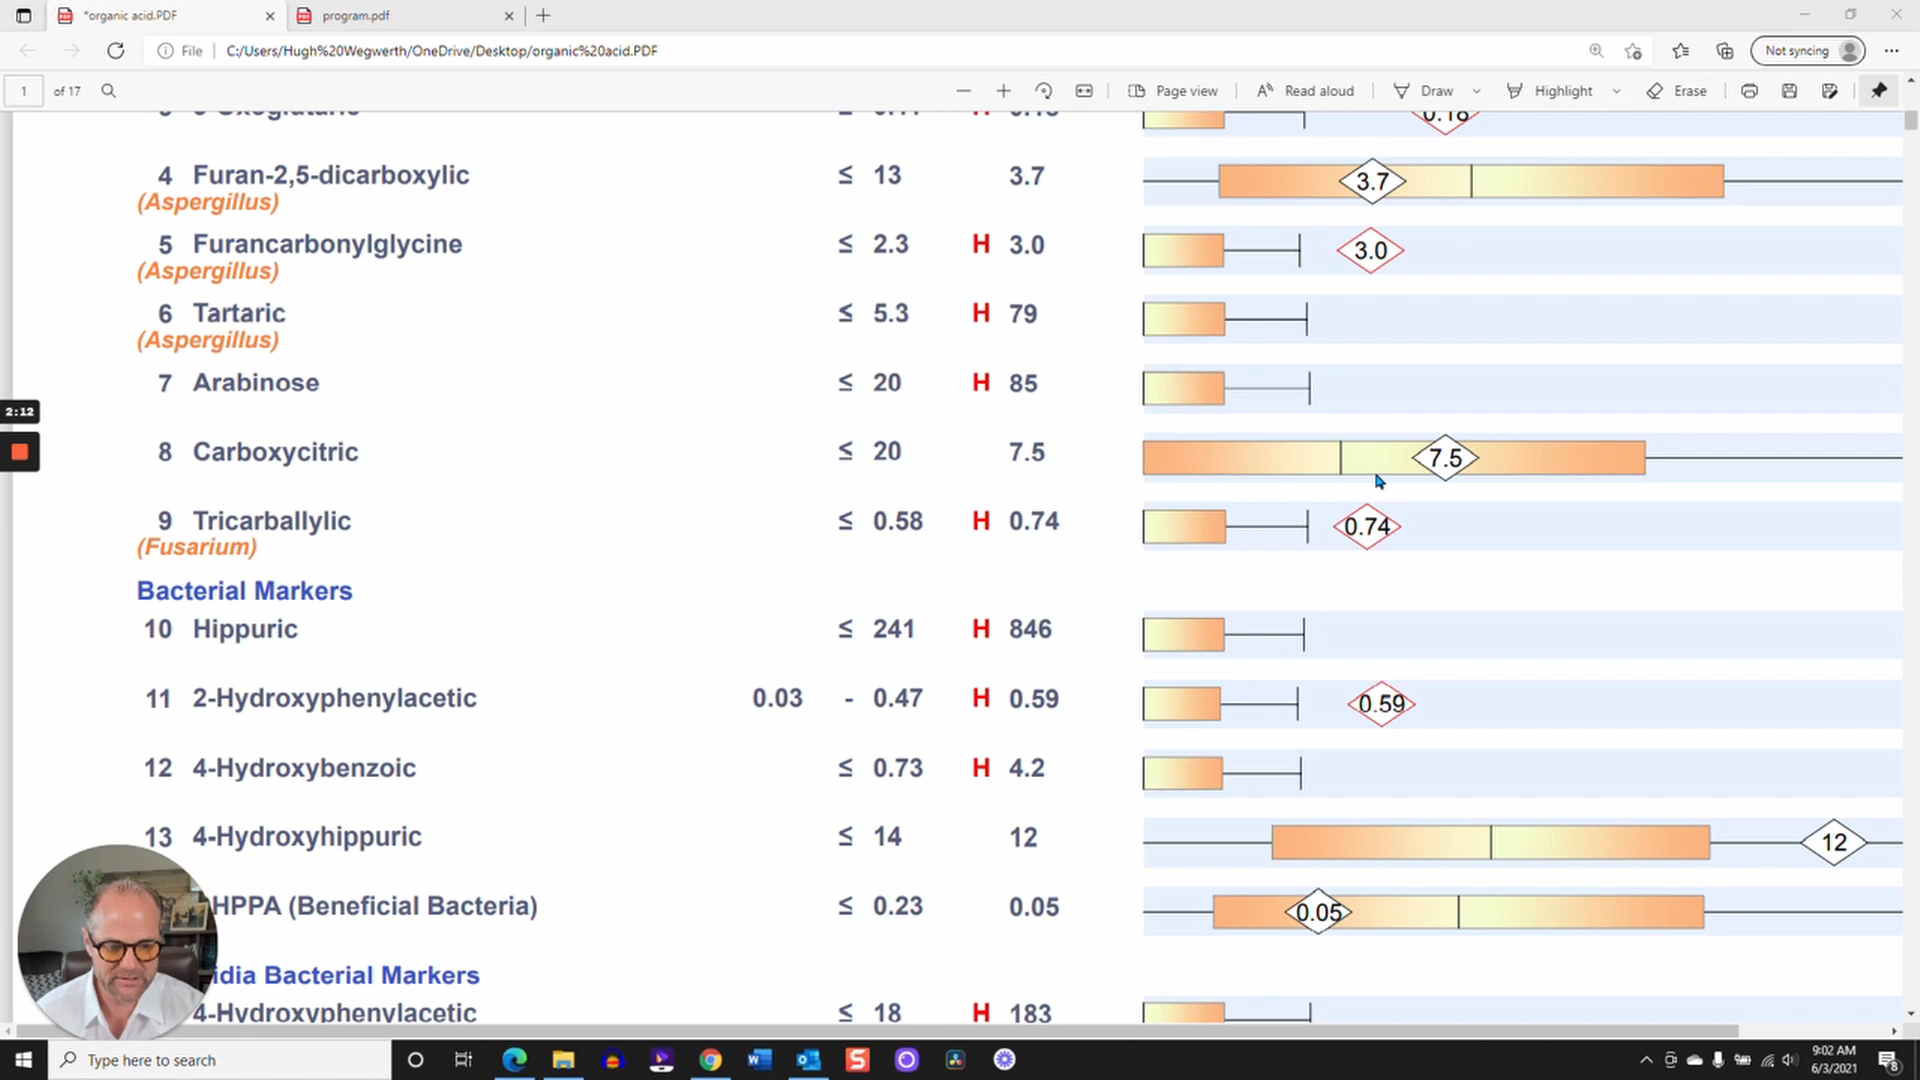 *organic acid.PDF
program.pdf
File
C:/Users/Hugh%20Wegwerth/OneDrive/Desktop/organic%20acid.PDF
Not syncing
1 of 17
Page view
Read aloud
Draw
Highlight
Erase
0.18
4 Furan-2,5-dicarboxylic ≤ 13 3.7 3.7
(Aspergillus)
5 Furancarbonylglycine ≤ 2.3 H 3.0 3.0
(Aspergillus)
6 Tartaric ≤ 5.3 H 79
(Aspergillus)
7 Arabinose ≤ 20 H 85
2:12
8 Carboxycitric ≤ 20 7.5 7.5
9 Tricarballylic ≤ 0.58 H 0.74 0.74
(Fusarium)
Bacterial Markers
10 Hippuric ≤ 241 H 846
11 2-Hydroxyphenylacetic 0.03 - 0.47 H 0.59 0.59
12 4-Hydroxybenzoic ≤ 0.73 H 4.2
13 4-Hydroxyhippuric ≤ 14 12 12
HPPA (Beneficial Bacteria) ≤ 0.23 0.05 0.05
idia Bacterial Markers
4-Hydroxyphenylacetic ≤ 18 H 183
Type here to search
9:02 AM
6/3/2021
8